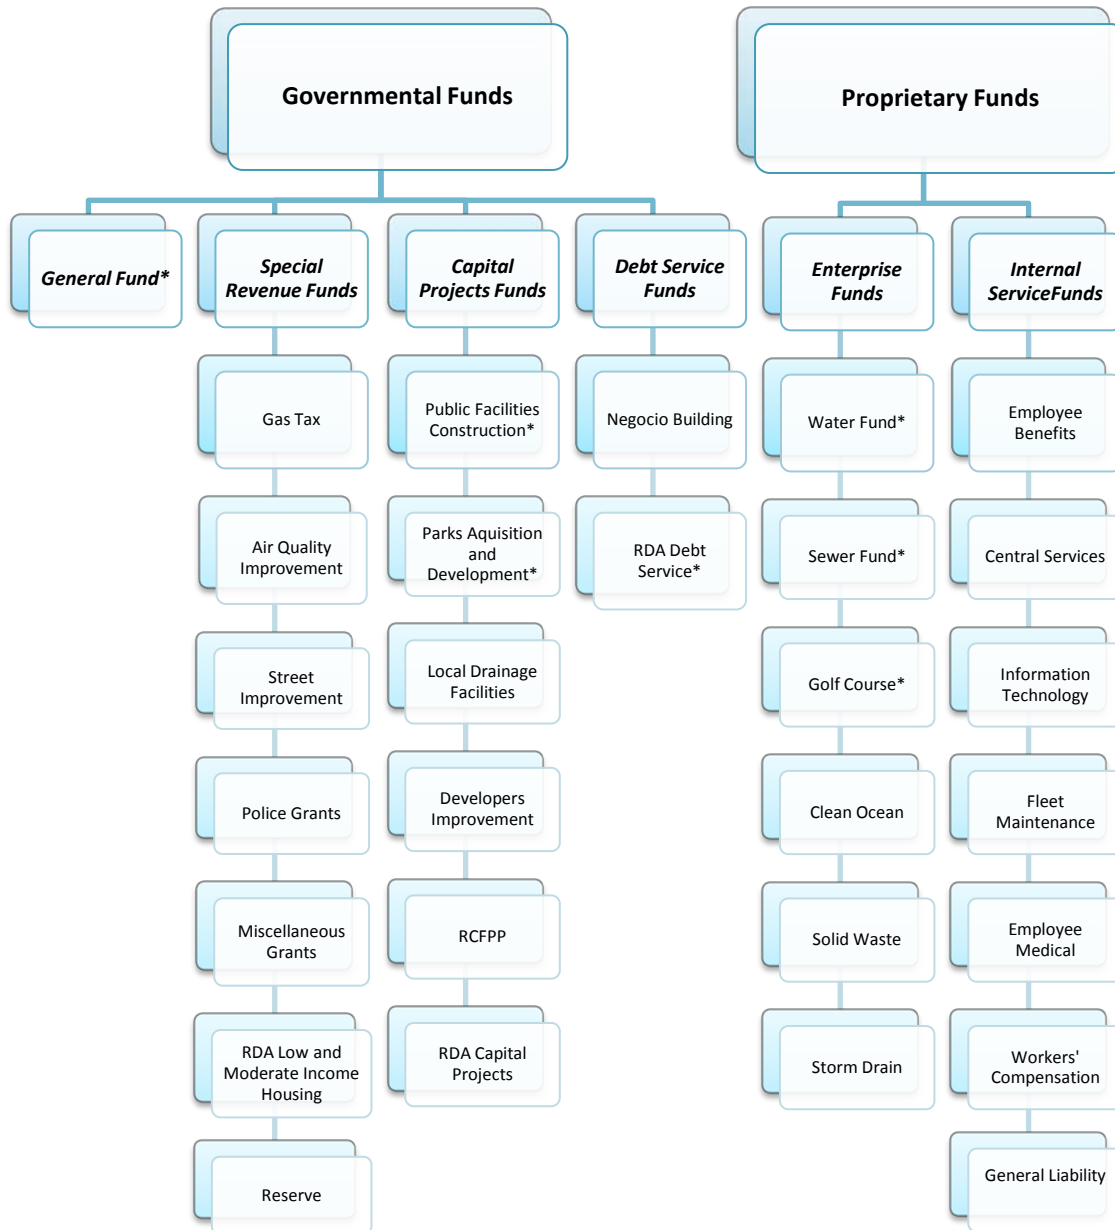 Governmental Funds
Proprietary Funds
General Fund*
Special
Revenue Funds
Capital
Projects Funds
Debt Service
Funds
Enterprise
Funds
Internal
ServiceFunds
Gas Tax
Air Quality
Improvement
Street
Improvement
Police Grants
Miscellaneous
Grants
RDA Low and
Moderate Income
Housing
Reserve
Public Facilities
Construction*
Parks Aquisition
and
Development*
Local Drainage
Facilities
Developers
Improvement
RCFPP
RDA Capital
Projects
Negocio Building
RDA Debt
Service*
Water Fund*
Sewer Fund*
Golf Course*
Clean Ocean
Solid Waste
Storm Drain
Employee
Benefits
Central Services
Information
Technology
Fleet
Maintenance
Employee
Medical
Workers'
Compensation
General Liability